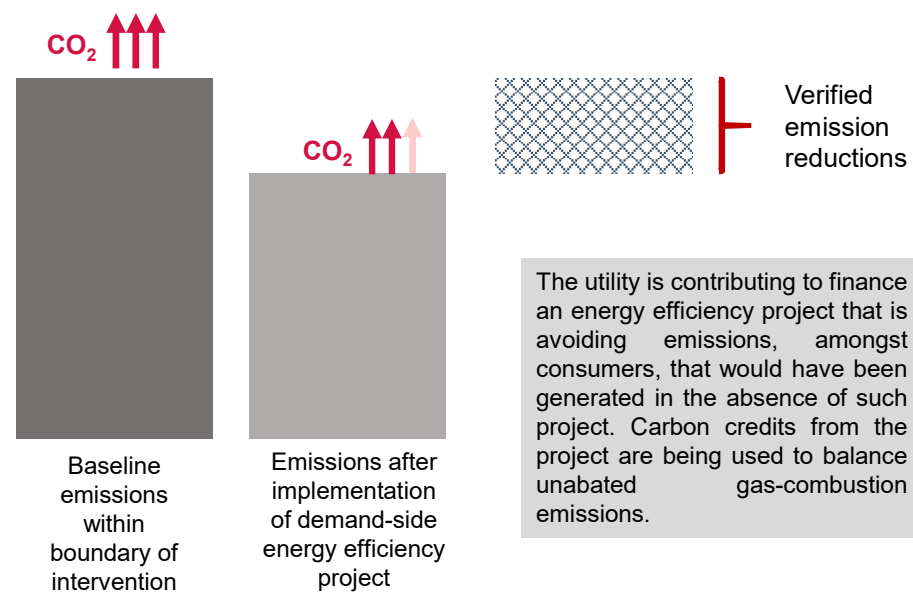 CO₂
CO₂
Verified
emission
reductions
The utility is contributing to finance
an energy efficiency project that is
avoiding emissions, amongst
consumers, that would have been
generated in the absence of such
project. Carbon credits from the
project are being used to balance
unabated gas-combustion
emissions.
Baseline
emissions
within
boundary of
intervention
Emissions after
implementation
of demand-side
energy efficiency
project